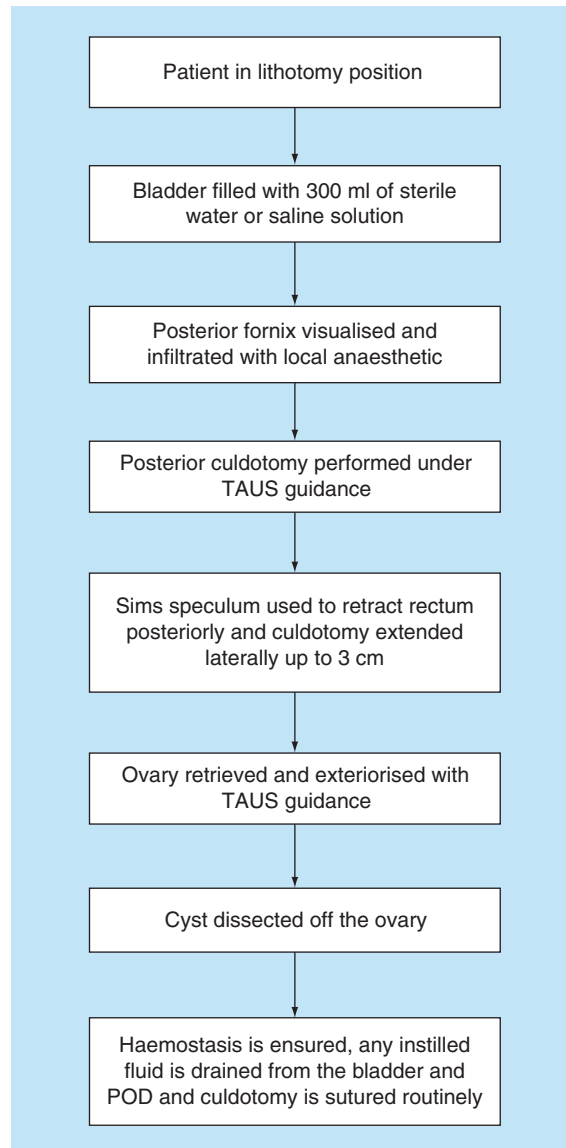 Patient in lithotomy position
Bladder filled with 300 ml of sterile
water or saline solution
Posterior fornix visualised and
infiltrated with local anaesthetic
Posterior culdotomy performed under
TAUS guidance
Sims speculum used to retract rectum
posteriorly and culdotomy extended
laterally up to 3 cm
Ovary retrieved and exteriorised with
TAUS guidance
Cyst dissected off the ovary
Haemostasis is ensured, any instilled
fluid is drained from the bladder and
POD and culdotomy is sutured routinely